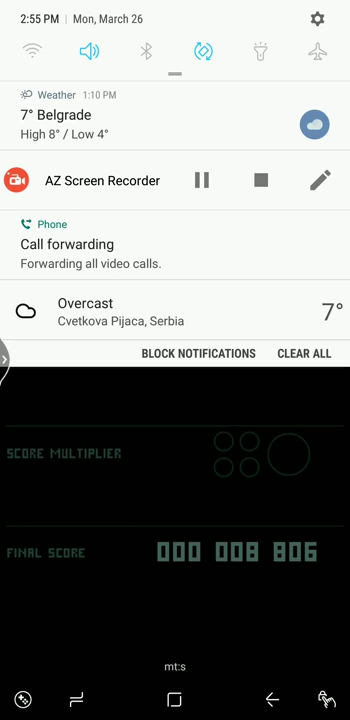 2:55 PM | Mon, March 26
Weather 1:10 PM
7° Belgrade
High 8° / Low 4°
AZ Screen Recorder
Phone
Call forwarding
Forwarding all video calls.
Overcast
Cvetkova Pijaca, Serbia
7°
BLOCK NOTIFICATIONS CLEAR ALL
SCORE MULTIPLIER
FINAL SCORE 000 008 806
mt:s